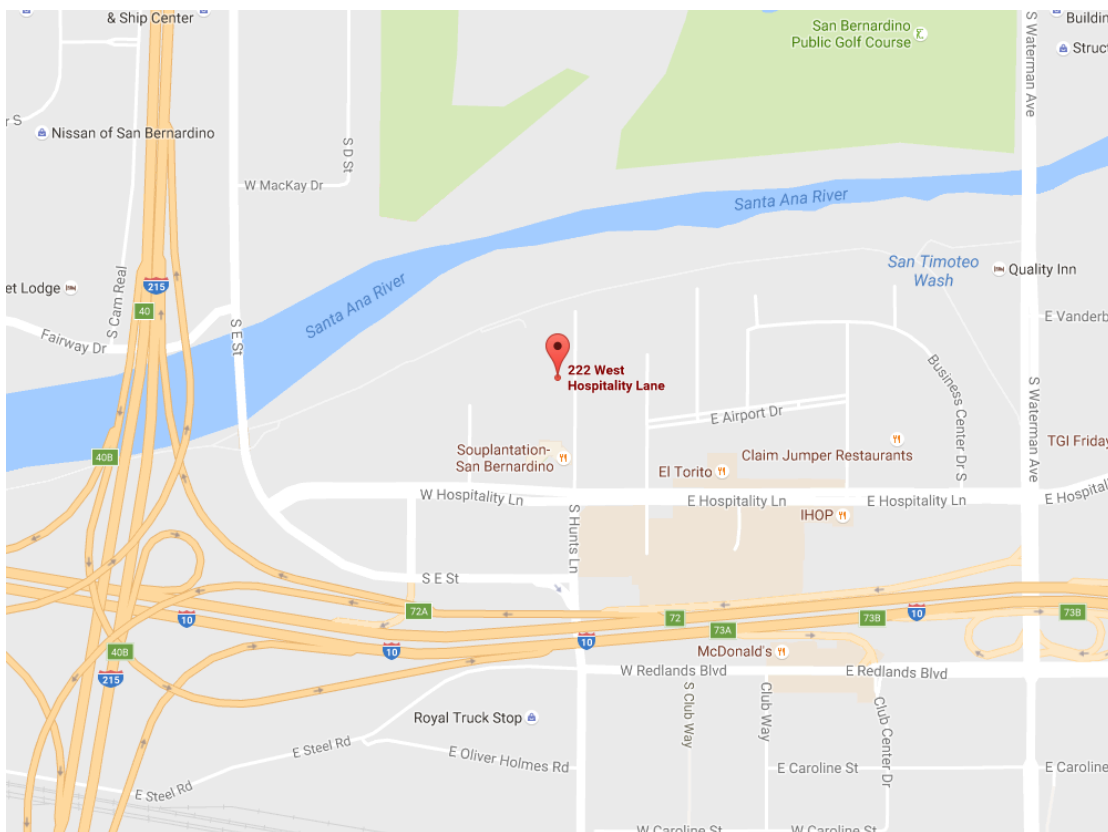 & Ship Center
San Bernardino
Public Golf Course
S Waterman Ave
Building
Struct
r S
Nissan of San Bernardino
S D St
W MacKay Dr
Santa Ana River
San Timoteo
Wash
Quality Inn
et Lodge
215
40
S Cam Real
Santa Ana River
E Vanderb
Fairway Dr
S E St
222 West
Hospitality Lane
Business Center Dr S
S Waterman Ave
E Airport Dr
40B
Souplantation-
San Bernardino
El Torito
Claim Jumper Restaurants
TGI Friday
W Hospitality Ln
E Hospitality Ln
E Hospitality Ln
E Hospital
IHOP
S Hunts Ln
S E St
72A
10
10
10
72
73A
73B
10
73B
40B
215
McDonald's
W Redlands Blvd
E Redlands Blvd
Royal Truck Stop
S Club Way
Club Way
Club Center Dr
E Steel Rd
E Oliver Holmes Rd
E Caroline St
E Caroline
E Steel Rd
W Caroline St
W Caroline St